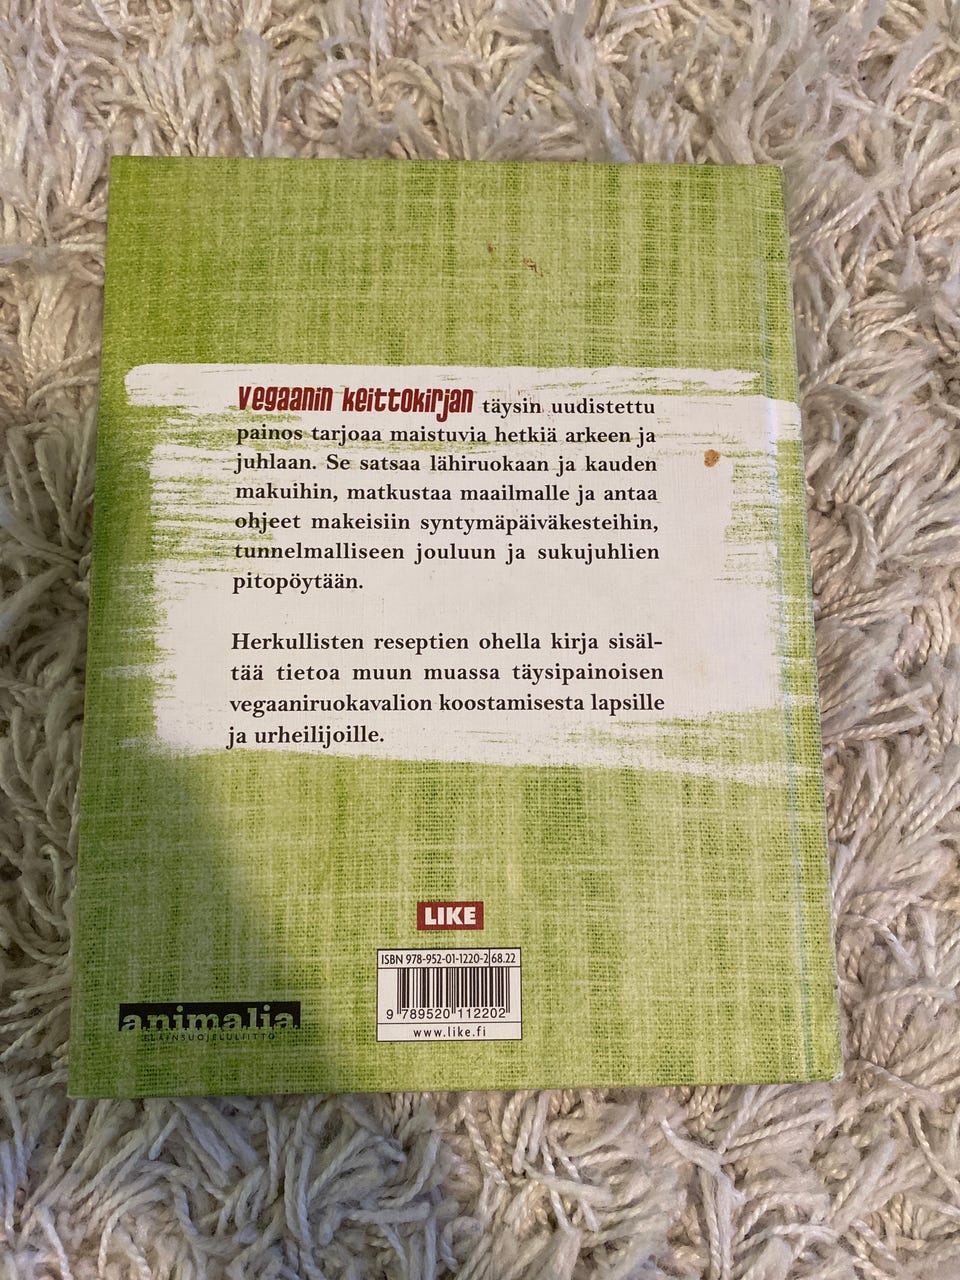 Vegaanin keittokirjan täysin uudistettu
painos tarjoaa maistuvia hetkiä arkeen ja
juhlaan. Se satsaa lähiruokaan ja kauden
makuihin, matkustaa maailmalle ja antaa
ohjeet makeisiin syntymäpäiväkesteihin,
tunnelmalliseen jouluun ja sukujuhlien
pitopöytään.
Herkullisten reseptien ohella kirja sisäl-
tää tietoa muun muassa täysipainoisen
vegaaniruokavalion koostamisesta lapsille
ja urheilijoille.
LIKE
ISBN 978-952-01-1220-2 68.22
9 789520 112202
www.like.fi
animalia
ELÄINSUOJELULIITTO